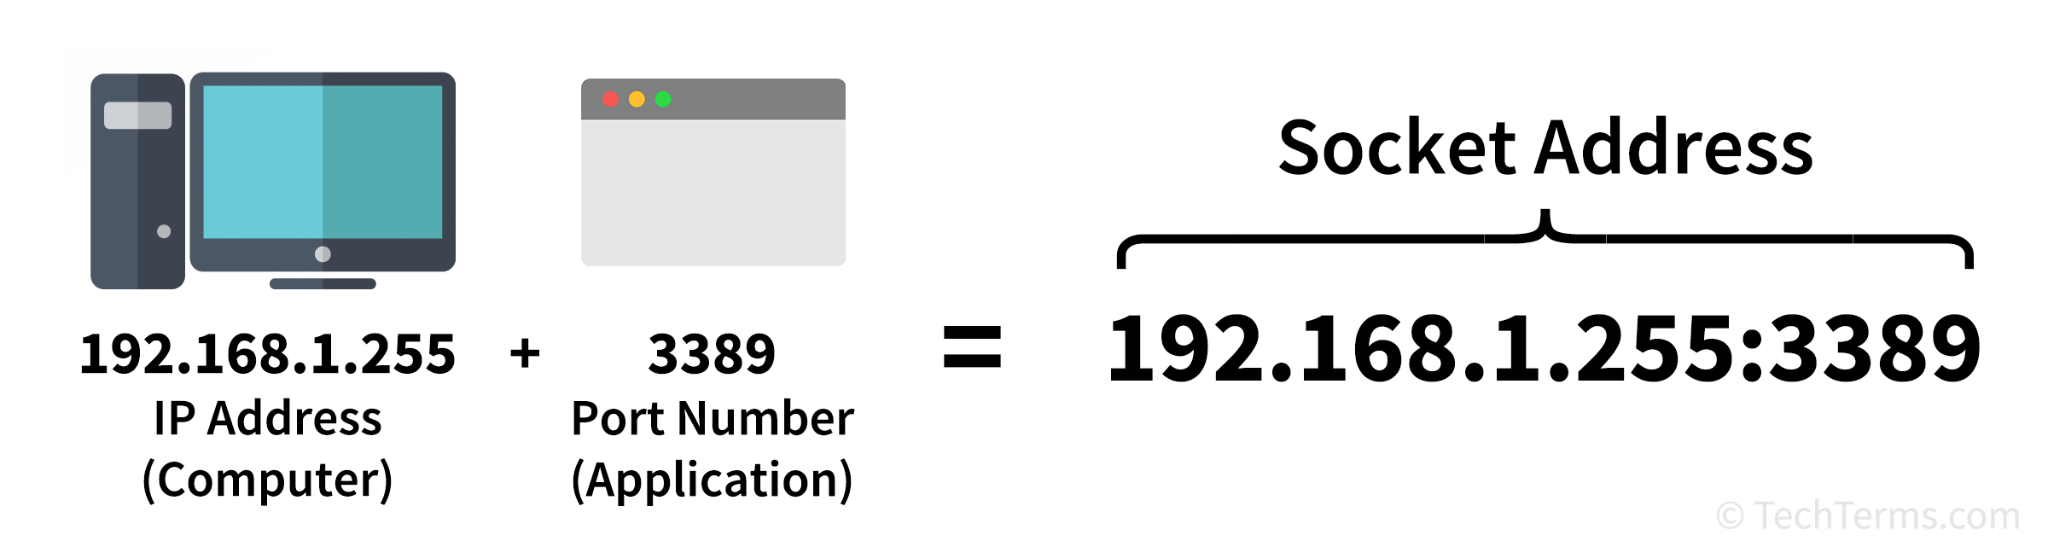 192.168.1.255 + 3389 = 192.168.1.255:3389
IP Address
(Computer)
Port Number
(Application)
Socket Address
© TechTerms.com